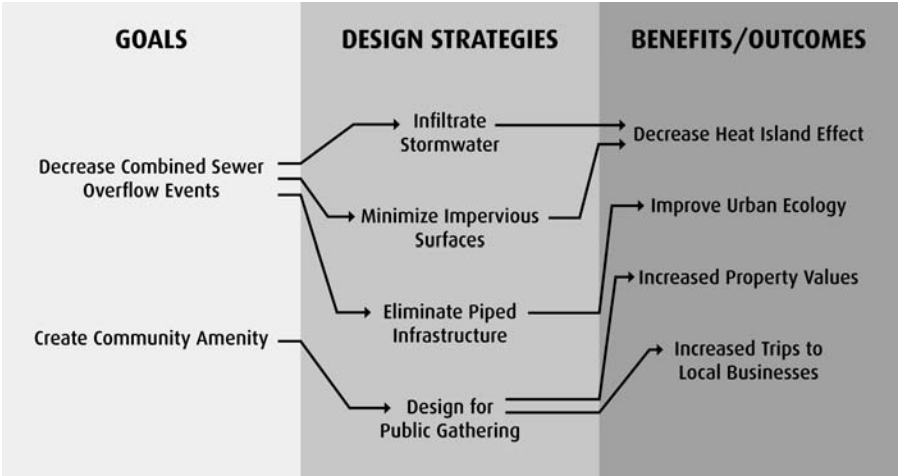 GOALS
DESIGN STRATEGIES
BENEFITS/OUTCOMES
Decrease Combined Sewer
Overflow Events
Create Community Amenity
Infiltrate
Stormwater
Minimize Impervious
Surfaces
Eliminate Piped
Infrastructure
Design for
Public Gathering
Decrease Heat Island Effect
Improve Urban Ecology
Increased Property Values
Increased Trips to
Local Businesses